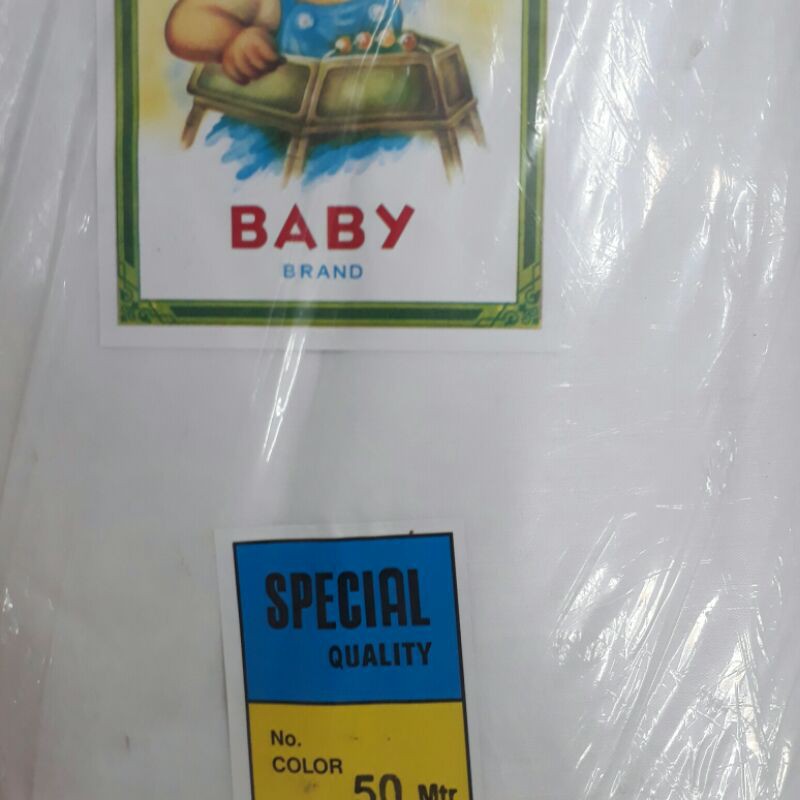 BABY
BRAND
SPECIAL
QUALITY
No.
COLOR
50 Mtr